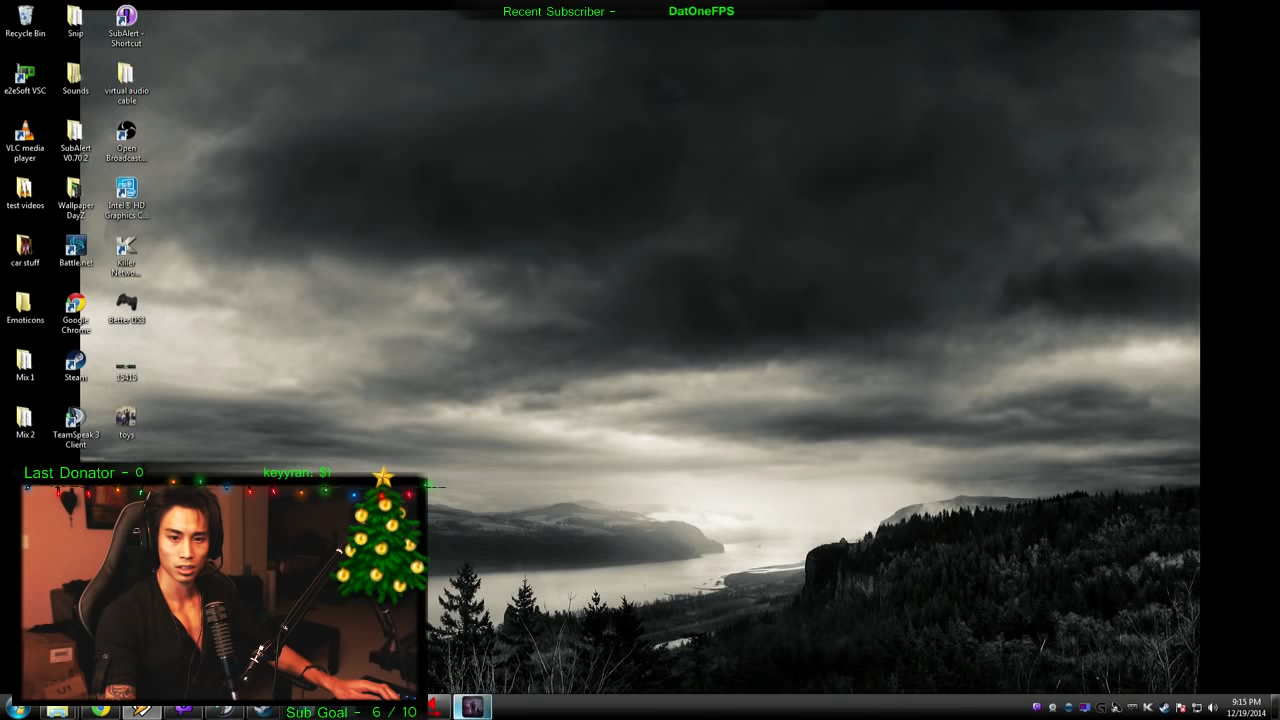 Recent Subscriber - DatOneFPS
Recycle Bin
Snip
SubAlert -
Shortcut
e2eSoft VSC
Sounds
virtual audio
cable
VLC media
player
SubAlert
V0.70.2
Open
Broadcast...
test videos
Wallpaper
DayZ
Intel® HD
Graphics C...
car stuff
Battle.net
Killer
Netwo...
Emoticons
Google
Chrome
Better DS3
Mix 1
Steam
15415
Mix 2
TeamSpeak 3
Client
toys
Last Donator - 0
keyyran: $1
Sub Goal - 6 / 10
9:15 PM
12/19/2014